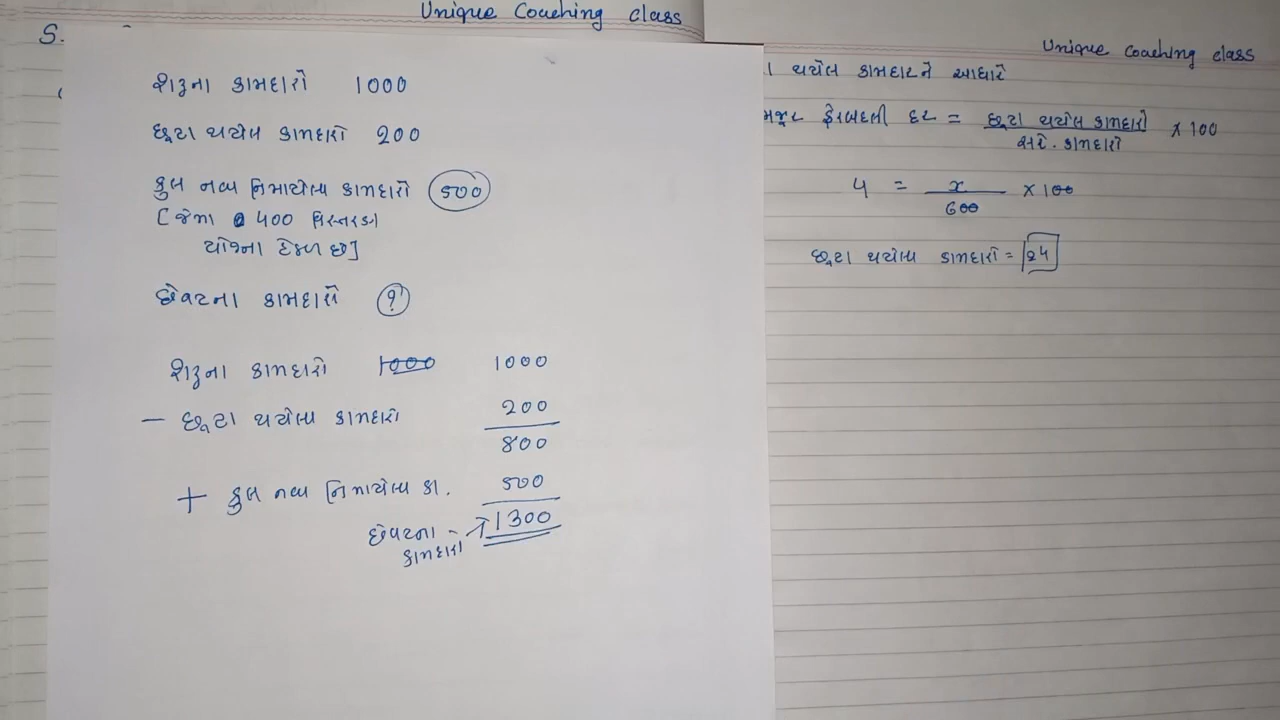 Unique Coaching class
S.
શરૂના કામદારો 1000
છૂટા થયેલ કામદારો 200
કુલ નવા નિમાયેલા કામદારો 500
[જેમાં 400 વિસ્તરણ
યોજના હેઠળ છે]
છેવટના કામદારો ?
શરૂના કામદારો 1000 1000
– છૂટા થયેલા કામદારો 200
800
+ કુલ નવા નિમાયેલા કા. 500
છેવટના → 1300
કામદારો
Unique Coaching class
થયેલ કામદારને આધારે
મજૂર ફેરબદલી દર = છૂટા થયેલ કામદારો / સરે. કામદારો × 100
4 = x / 600 × 100
છૂટા થયેલા કામદારો = 24